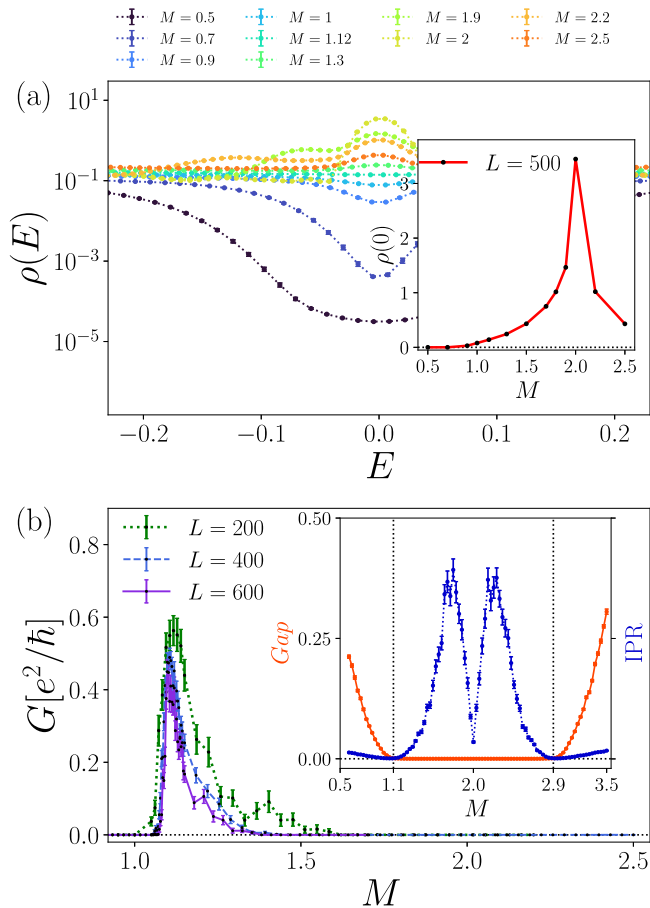 M = 0.5 M = 1 M = 1.9 M = 2.2
M = 0.7 M = 1.12 M = 2 M = 2.5
M = 0.9 M = 1.3
(a)
10^1
10^{-1}
10^{-3}
10^{-5}
ρ(E)
−0.2 −0.1 0.0 0.1 0.2
E
L = 500
3
2
1
0
ρ(0)
0.5 1.0 1.5 2.0 2.5
M
(b)
L = 200
L = 400
L = 600
0.8
0.6
0.4
0.2
0.0
G[e^2/ℏ]
1.0 1.5 2.0 2.5
M
0.50
0.25
0.00
Gap
IPR
0.5 1.1 2.0 2.9 3.5
M